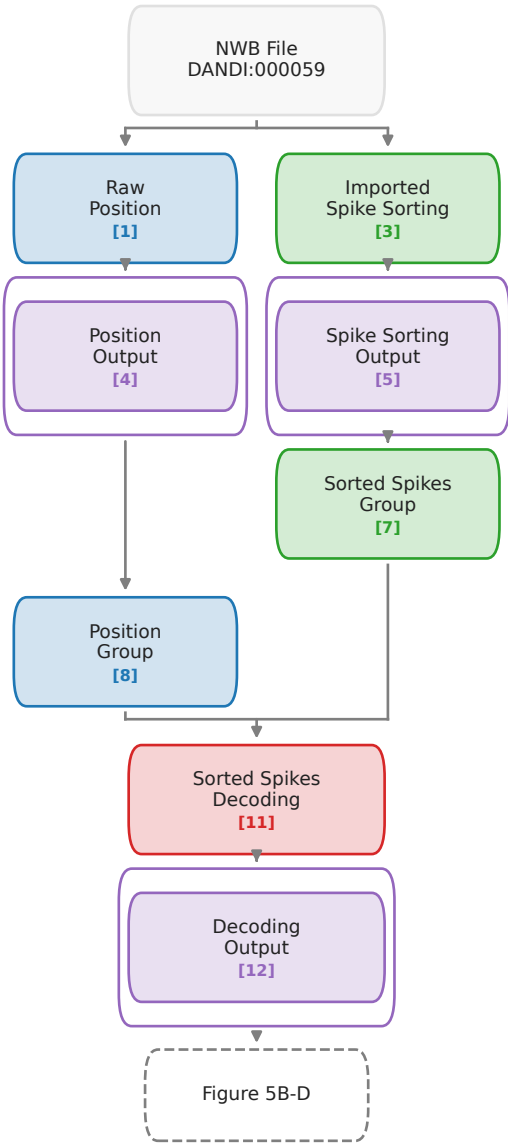 NWB File
DANDI:000059
Raw
Position
[1]
Imported
Spike Sorting
[3]
Position
Output
[4]
Spike Sorting
Output
[5]
Sorted Spikes
Group
[7]
Position
Group
[8]
Sorted Spikes
Decoding
[11]
Decoding
Output
[12]
Figure 5B-D